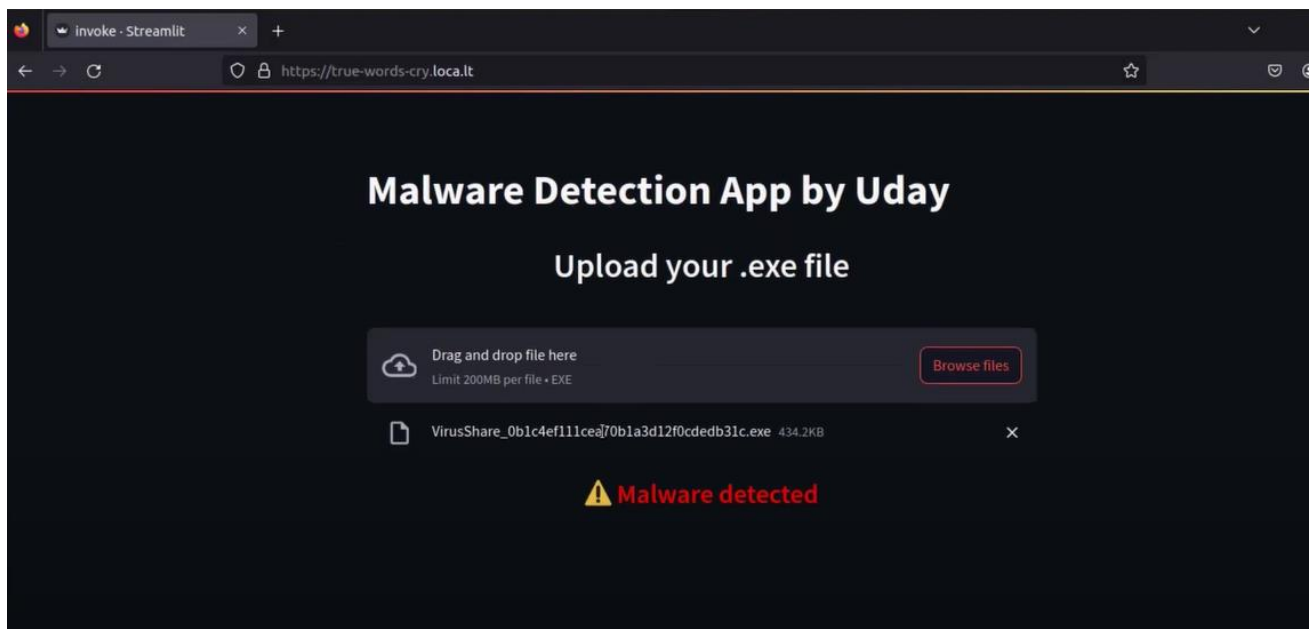 invoke · Streamlit
https://true-words-cry.loca.lt
Malware Detection App by Uday
Upload your .exe file
Drag and drop file here
Limit 200MB per file • EXE
Browse files
VirusShare_0b1c4ef111cea70b1a3d12f0cdedb31c.exe 434.2KB
Malware detected